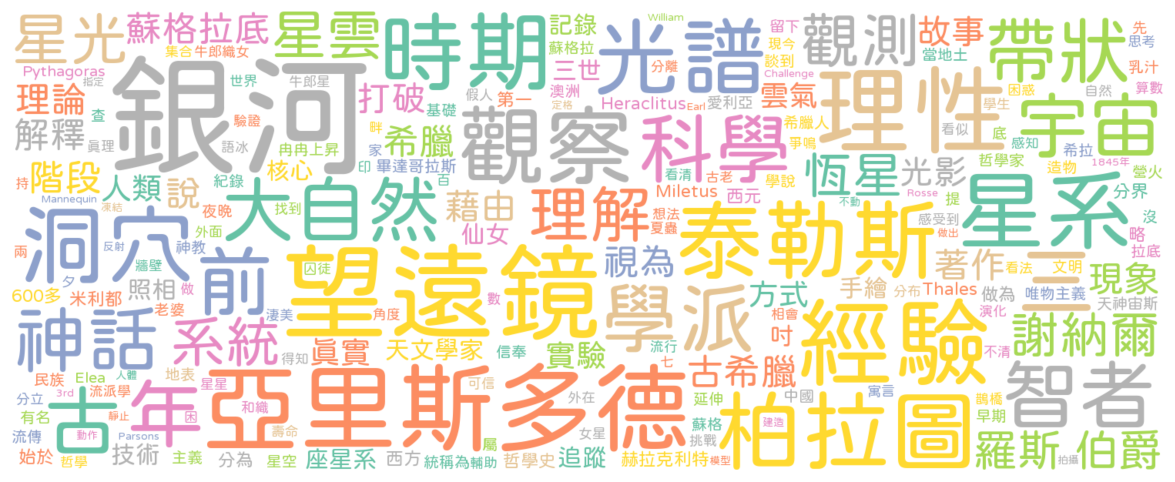 星光
蘇格拉底
集合
牛郎織女
星雲
時期
記錄
William
蘇格拉
三世
光譜
分離
留下
現今
談到
Challenge
觀測
故事
當地土
帶狀
先
思考
乳汁
算數
Pythagoras
指定
世界
牛郎星
理論
查
驗證
銀河
打破
基礎
假人
第一
澳洲
定格
Heraclitus
Earl
愛利亞
雲氣
理性
困惑
學生
自然
宇宙
解釋
真理
語冰
冉冉上昇
畔
家
希臘
觀察
科學
希臘人
爭鳴
看似
底
感知
希拉
1845年
造物
螢火
持
階段
Mannequin
凍結
人類
紀錄
核心
印
畢達哥拉斯
百
看清
古老
學說
Miletus
西元
恆星
光影
哲學家
Rosse
提
分界
沒
兩
洞穴
反射
說
夜晚
找到
神教
外面
大自然
藉由
仙女
理解
想法
夏蟲
不動
感受到
做出
星系
略
拉底
牆壁
夕
前
囚徒
望遠鏡
視為
泰勒斯
著作
看法
文明
二
現象
600多
米利都
照相
做
老婆
淒美
數
角度
學派
方式
相會
手繪
分布
Thales
做為
唯物主義
演化
天神宙斯
神話
系統
真實
天文學家
得知
信奉
實驗
流行
七
吋
古希臘
經驗
不清
謝納爾
民族
3rd
Elea
人體
流派學
地表
星星
分立
有名
古
靜止
年
困
和織
亞里斯多德
可信
外在
延伸
中國
寓言
鵲橋
早期
智者
流傳
動作
Parsons
壽命
女星
蘇格
挑戰
建造
柏拉圖
始於
哲學
技術
主義
分為
星空
座星系
西方
統稱為
輔助
屬
哲學史
追蹤
赫拉克利特
模型
羅斯
拍攝
伯爵